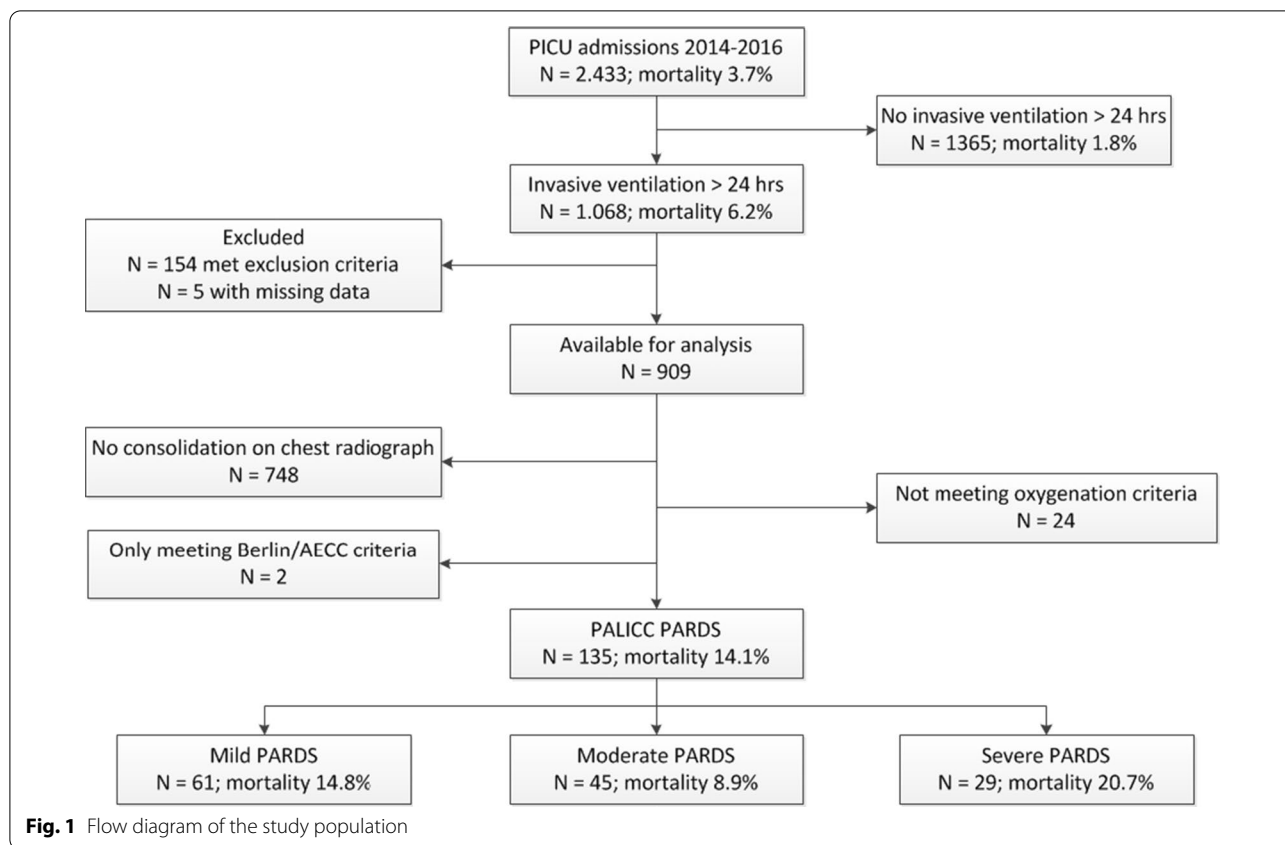 PICU admissions 2014-2016
N = 2.433; mortality 3.7%
No invasive ventilation > 24 hrs
N = 1365; mortality 1.8%
Invasive ventilation > 24 hrs
N = 1.068; mortality 6.2%
Excluded
N = 154 met exclusion criteria
N = 5 with missing data
Available for analysis
N = 909
No consolidation on chest radiograph
N = 748
Not meeting oxygenation criteria
N = 24
Only meeting Berlin/AECC criteria
N = 2
PALICC PARDS
N = 135; mortality 14.1%
Mild PARDS
N = 61; mortality 14.8%
Moderate PARDS
N = 45; mortality 8.9%
Severe PARDS
N = 29; mortality 20.7%
Fig. 1 Flow diagram of the study population